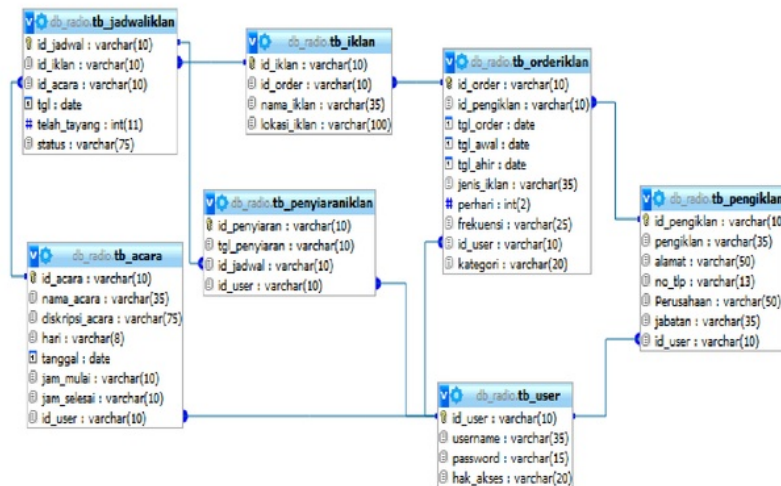 db_radio.tb_jadwaliklan
id_jadwal : varchar(10)
id_iklan : varchar(10)
id_acara : varchar(10)
tgl : date
# telah_tayang : int(11)
status : varchar(75)
db_radio.tb_iklan
id_iklan : varchar(10)
id_order : varchar(10)
nama_iklan : varchar(35)
lokasi_iklan : varchar(100)
db_radio.tb_orderiklan
id_order : varchar(10)
id_pengiklan : varchar(10)
tgl_order : date
tgl_awal : date
tgl_ahir : date
jenis_iklan : varchar(35)
# perhari : int(2)
frekuensi : varchar(25)
id_user : varchar(10)
kategori : varchar(20)
db_radio.tb_penyiaraniklan
id_penyiaran : varchar(10)
tgl_penyiaran : varchar(10)
id_jadwal : varchar(10)
id_user : varchar(10)
db_radio.tb_pengiklan
id_pengiklan : varchar(10
pengiklan : varchar(35)
alamat : varchar(50)
no_tlp : varchar(13)
Perusahaan : varchar(50)
jabatan : varchar(35)
id_user : varchar(10)
db_radio.tb_acara
id_acara : varchar(10)
nama_acara : varchar(35)
diskripsi_acara : varchar(75)
hari : varchar(8)
tanggal : date
jam_mulai : varchar(10)
jam_selesai : varchar(10)
id_user : varchar(10)
db_radio.tb_user
id_user : varchar(10)
username : varchar(35)
password : varchar(15)
hak_akses : varchar(20)